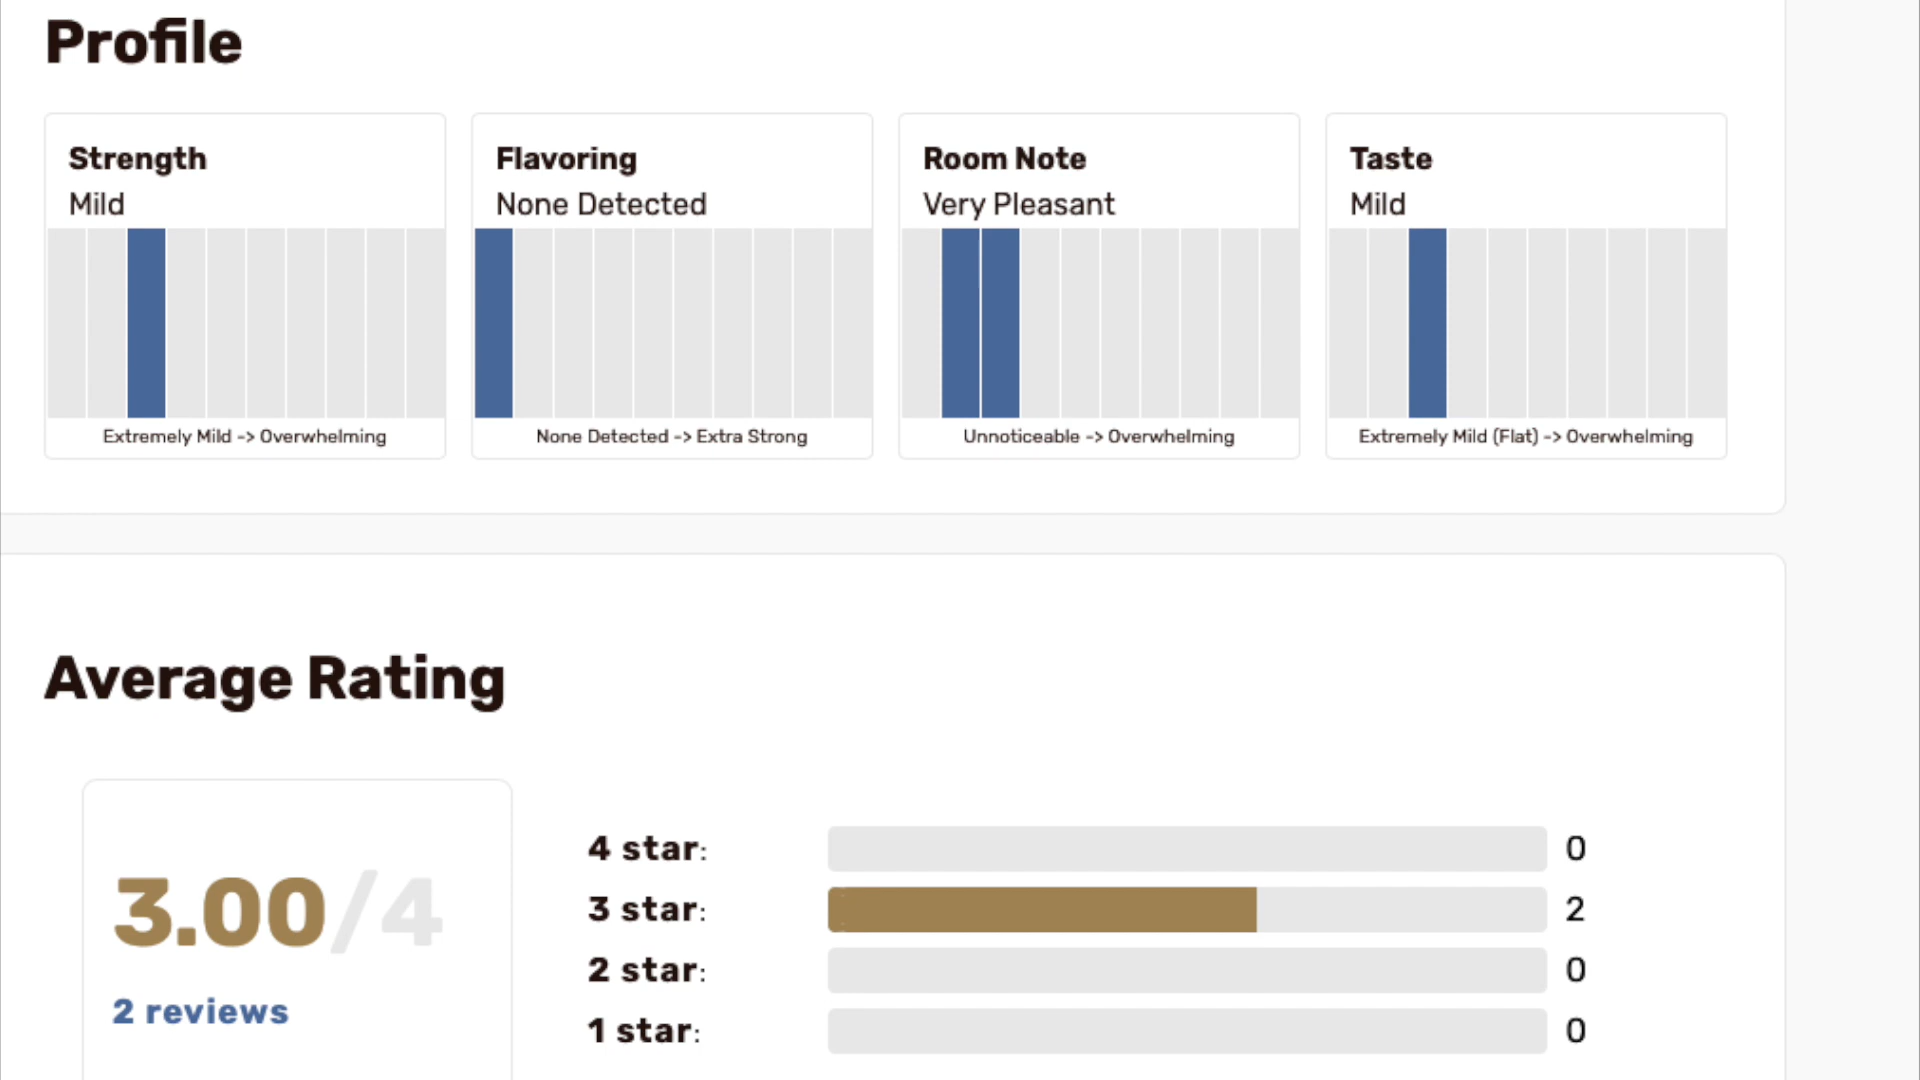 Profile
Strength
Mild
Extremely Mild -> Overwhelming
Flavoring
None Detected
None Detected -> Extra Strong
Room Note
Very Pleasant
Unnoticeable -> Overwhelming
Taste
Mild
Extremely Mild (Flat) -> Overwhelming
Average Rating
3.00/4
2 reviews
4 star: 0
3 star: 2
2 star: 0
1 star: 0